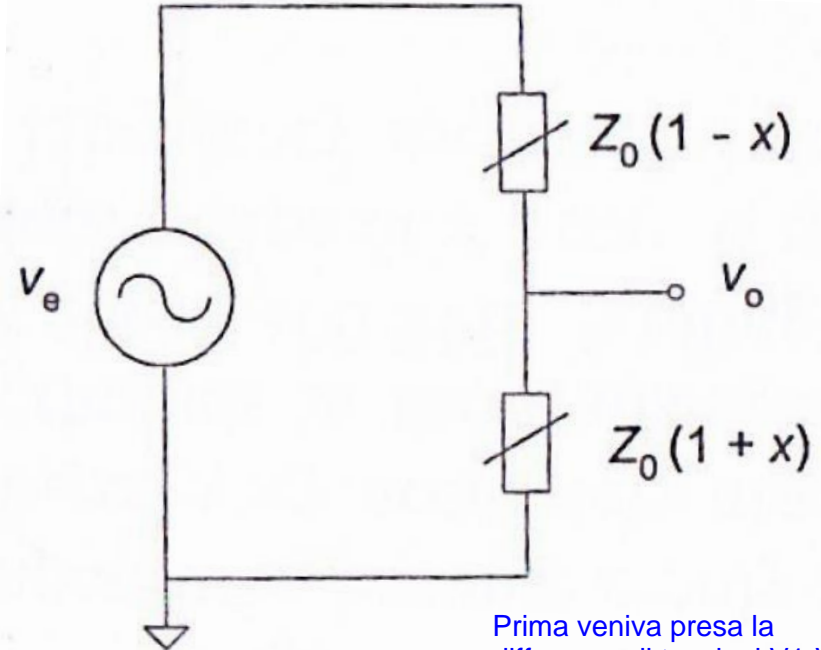 Z₀(1 - x)
vₑ
vₒ
Z₀(1 + x)
Prima veniva presa la